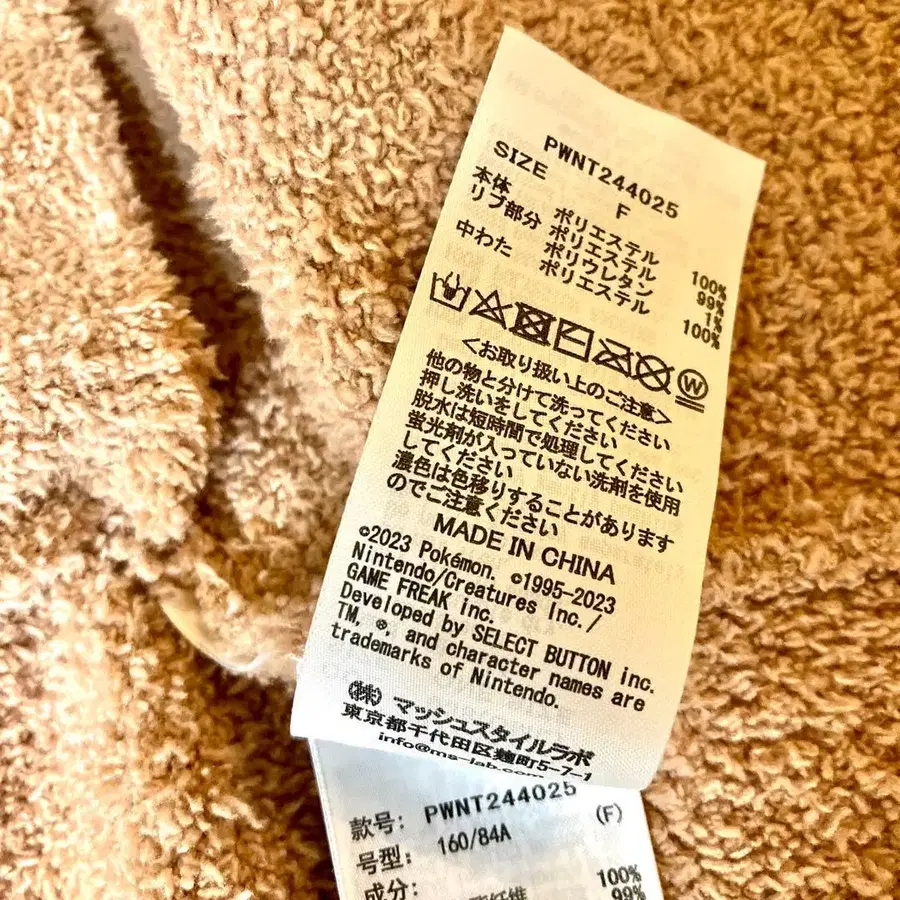 PWNT244025
SIZE F
本体 ポリエステル 100%
リブ部分 ポリエステル 99%
ポリウレタン 1%
中わた ポリエステル 100%
W
<お取り扱い上のご注意>
他の物と分けて洗ってください
押し洗いをしてください
脱水は短時間で処理してください
蛍光剤が入っていない洗剤を使用
してください
濃色は色移りすることがあります
のでご注意ください
MADE IN CHINA
©2023 Pokémon. ©1995-2023
Nintendo/Creatures Inc./
GAME FREAK inc.
Developed by SELECT BUTTON inc.
TM, ®, and character names are
trademarks of Nintendo.
㈱ マッシュスタイルラボ
東京都千代田区麹町5-7-1
info@ms-lab.com
款号: PWNT244025 (F)
号型: 160/84A
成分: 100%
99%